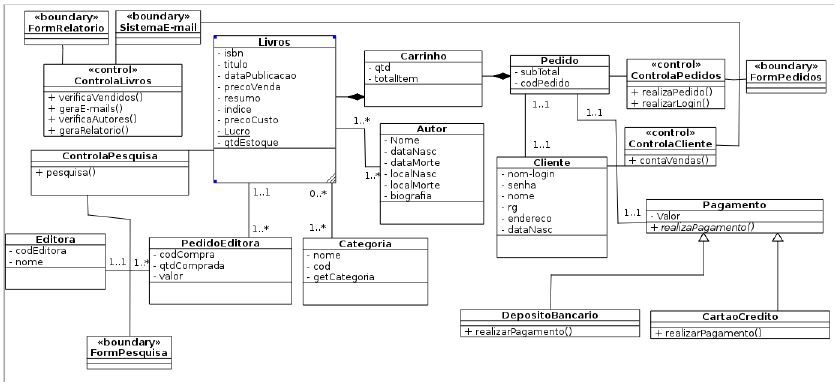 «boundary»
FormRelatorio
«boundary»
SistemaE-mail
«control»
ControlaLivros
+ verificaVendidos()
+ geraE-mails()
+ verificaAutores()
+ geraRelatorio()
Livros
- isbn
- titulo
- dataPublicacao
- precoVenda
- resumo
- indice
- precoCusto
- Lucro
- qtdEstoque
Carrinho
- qtd
- totalItem
Pedido
- subTotal
- codPedido
«control»
ControlaPedidos
+ realizaPedido()
+ realizarLogin()
«boundary»
FormPedidos
1..*
1..*
Autor
- Nome
- dataNasc
- dataMorte
- localNasc
- localMorte
- biografia
1..1
1..1
1..1
1..1
«control»
ControlaCliente
+ contaVendas()
ControlaPesquisa
+ pesquisa()
Cliente
- nom-login
- senha
- nome
- rg
- endereco
- dataNasc
1..1
1..*
0..*
1..*
Pagamento
- Valor
+ realizaPagamento()
Editora
- codEditora
- nome
1..1
1..*
PedidoEditora
- codCompra
- qtdComprada
- valor
Categoria
- nome
- cod
- getCategoria
DepositoBancario
+ realizarPagamento()
CartaoCredito
+ realizarPagamento()
«boundary»
FormPesquisa